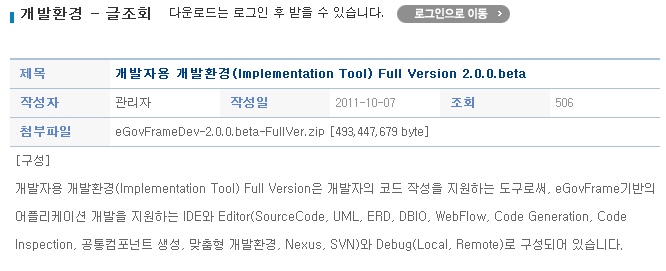 개발환경 - 글조회 다운로드는 로그인 후 받을 수 있습니다. 로그인으로 이동
제목 개발자용 개발환경(Implementation Tool) Full Version 2.0.0.beta
작성자 관리자 작성일 2011-10-07 조회 506
첨부파일 eGovFrameDev-2.0.0.beta-FullVer.zip [493,447,679 byte]
[구성]
개발자용 개발환경(Implementation Tool) Full Version은 개발자의 코드 작성을 지원하는 도구로써, eGovFrame기반의
어플리케이션 개발을 지원하는 IDE와 Editor(SourceCode, UML, ERD, DBIO, WebFlow, Code Generation, Code
Inspection, 공통컴포넌트 생성, 맞춤형 개발환경, Nexus, SVN)와 Debug(Local, Remote)로 구성되어 있습니다.